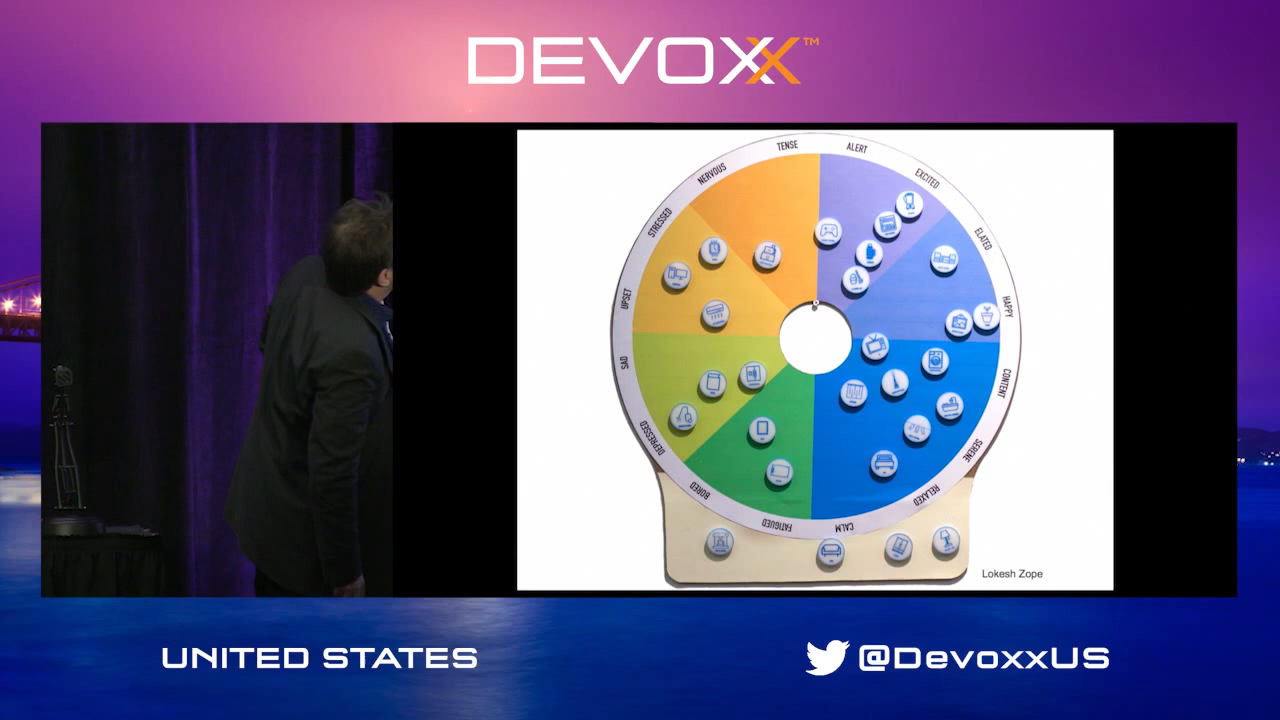 DEVOXX™
TENSE
ALERT
NERVOUS
EXCITED
STRESSED
ELATED
UPSET
HAPPY
SAD
CONTENT
DEPRESSED
SERENE
BORED
RELAXED
FATIGUED
CALM
Lokesh Zope
UNITED STATES
@DevoxxUS